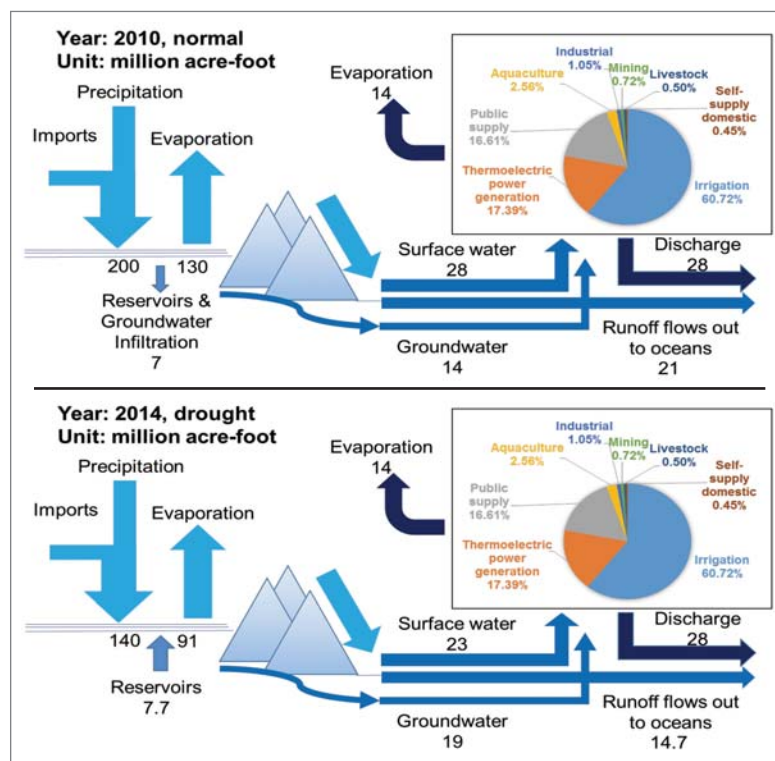 Year: 2010, normal
Unit: million acre-foot
Precipitation
Imports
Evaporation
200
130
Reservoirs &
Groundwater
Infiltration
7
Evaporation
14
Industrial
1.05%
Mining
0.72%
Livestock
0.50%
Self-
supply
domestic
0.45%
Aquaculture
2.56%
Public
supply
16.61%
Thermoelectric
power
generation
17.39%
Irrigation
60.72%
Surface water
28
Discharge
28
Groundwater
14
Runoff flows out
to oceans
21
Year: 2014, drought
Unit: million acre-foot
Precipitation
Imports
Evaporation
140
91
Reservoirs
7.7
Evaporation
14
Industrial
1.05%
Mining
0.72%
Livestock
0.50%
Self-
supply
domestic
0.45%
Aquaculture
2.56%
Public
supply
16.61%
Thermoelectric
power
generation
17.39%
Irrigation
60.72%
Surface water
23
Discharge
28
Groundwater
19
Runoff flows out
to oceans
14.7